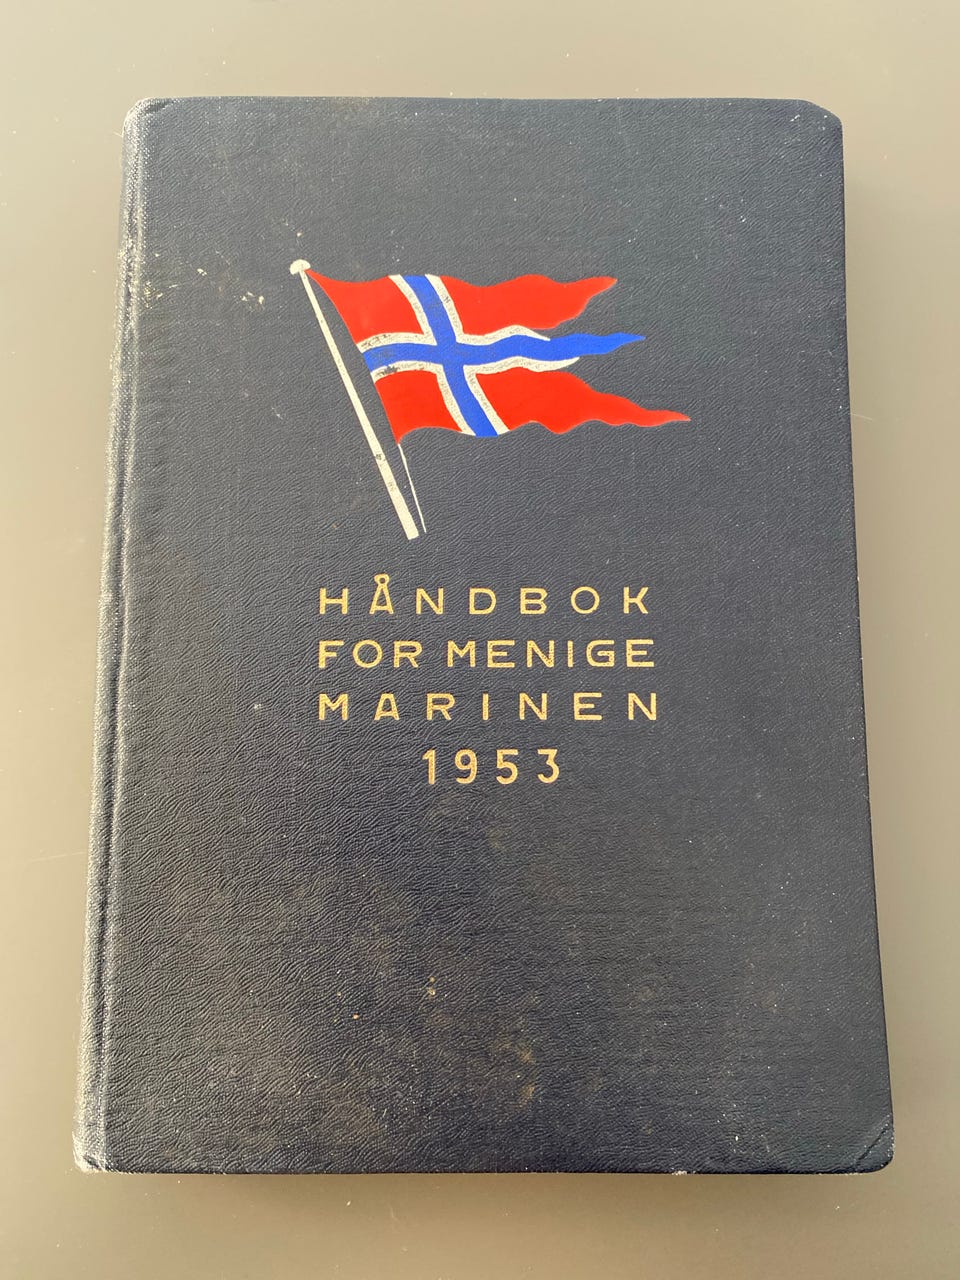 HÅNDBOK
FOR MENIGE
MARINEN
1953